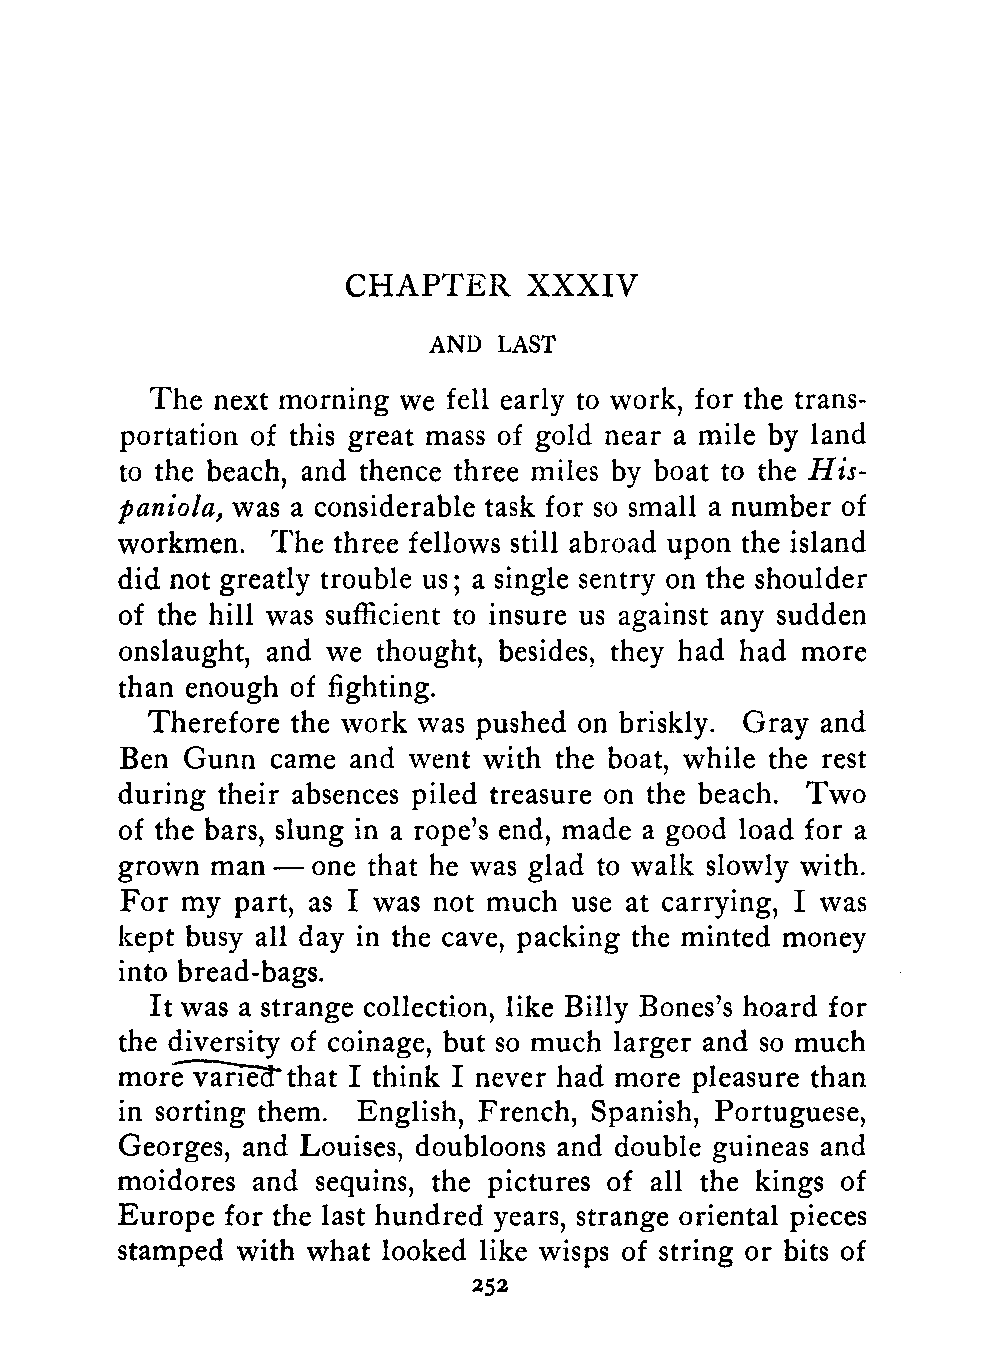 CHAPTER XXXIV
AND LAST
The next morning we fell early to work, for the trans-
portation of this great mass of gold near a mile by land
to the beach, and thence three miles by boat to the His-
paniola, was a considerable task for so small a number of
workmen. The three fellows still abroad upon the island
did not greatly trouble us; a single sentry on the shoulder
of the hill was sufficient to insure us against any sudden
onslaught, and we thought, besides, they had had more
than enough of fighting.
Therefore the work was pushed on briskly. Gray and
Ben Gunn came and went with the boat, while the rest
during their absences piled treasure on the beach. Two
of the bars, slung in a rope's end, made a good load for a
grown man — one that he was glad to walk slowly with.
For my part, as I was not much use at carrying, I was
kept busy all day in the cave, packing the minted money
into bread-bags.
It was a strange collection, like Billy Bones's hoard for
the diversity of coinage, but so much larger and so much
more varied that I think I never had more pleasure than
in sorting them. English, French, Spanish, Portuguese,
Georges, and Louises, doubloons and double guineas and
moidores and sequins, the pictures of all the kings of
Europe for the last hundred years, strange oriental pieces
stamped with what looked like wisps of string or bits of
252